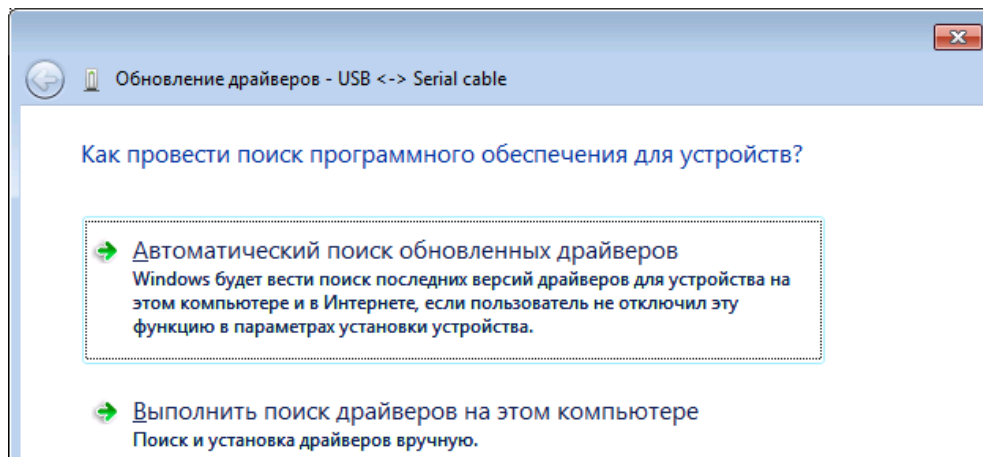 Обновление драйверов - USB <-> Serial cable
Как провести поиск программного обеспечения для устройств?
Автоматический поиск обновленных драйверов
Windows будет вести поиск последних версий драйверов для устройства на
этом компьютере и в Интернете, если пользователь не отключил эту
функцию в параметрах установки устройства.
Выполнить поиск драйверов на этом компьютере
Поиск и установка драйверов вручную.